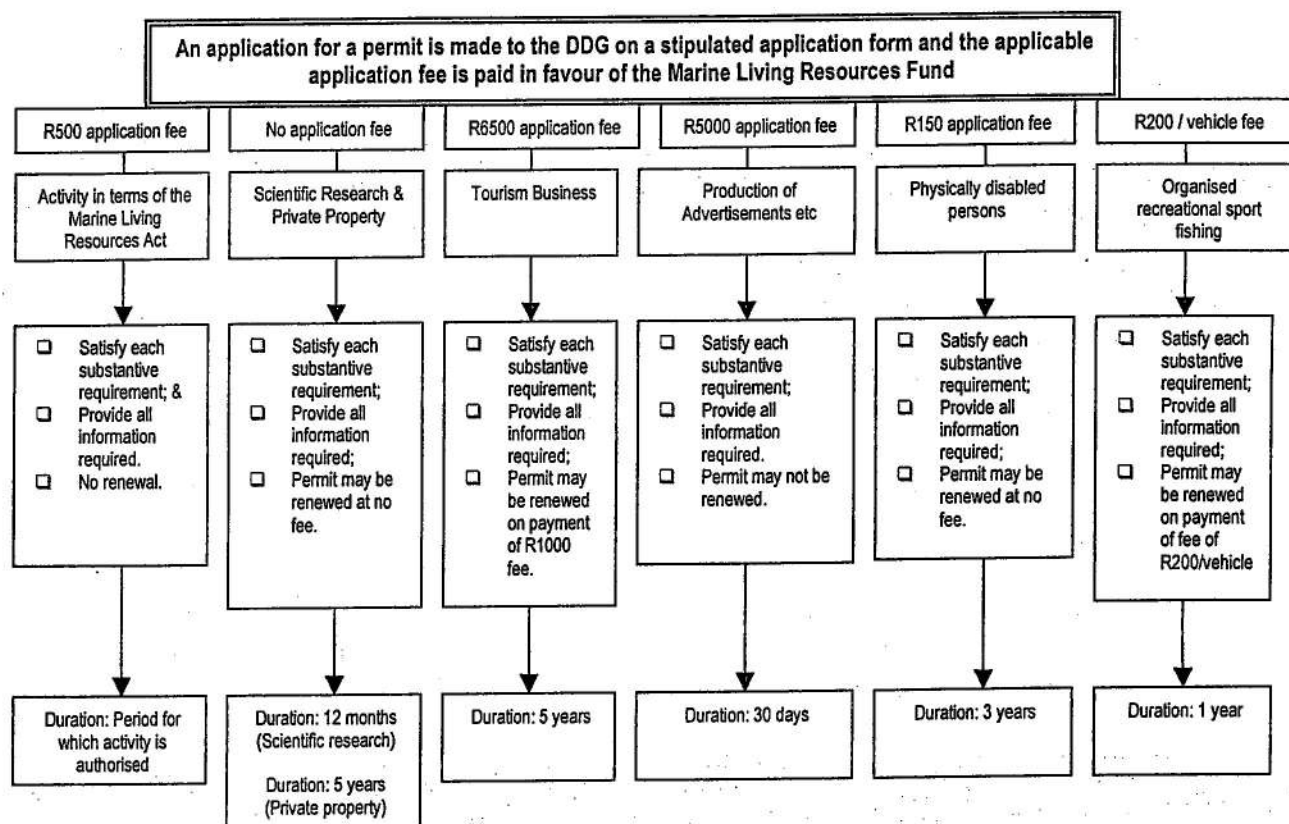 An application for a permit is made to the DDG on a stipulated application form and the applicable
application fee is paid in favour of the Marine Living Resources Fund
R500 application fee
No application fee
R6500 application fee
R5000 application fee
R150 application fee
R200 / vehicle fee
Activity in terms of the
Marine Living
Resources Act
Scientific Research &
Private Property
Tourism Business
Production of
Advertisements etc
Physically disabled
persons
Organised
recreational sport
fishing
Satisfy each
substantive
requirement; &
Provide all
information
required.
No renewal.
Satisfy each
substantive
requirement;
Provide all
information
required;
Permit may be
renewed at no
fee.
Satisfy each
substantive
requirement;
Provide all
information
required;
Permit may
be renewed
on payment
of R1000
fee.
Satisfy each
substantive
requirement;
Provide all
information
required.
Permit may not be
renewed.
Satisfy each
substantive
requirement;
Provide all
information
required;
Permit may be
renewed at no
fee.
Satisfy each
substantive
requirement;
Provide all
information
required;
Permit may
be renewed
on payment
of fee of
R200/vehicle
Duration: Period for
which activity is
authorised
Duration: 12 months
(Scientific research)
Duration: 5 years
(Private property)
Duration: 5 years
Duration: 30 days
Duration: 3 years
Duration: 1 year